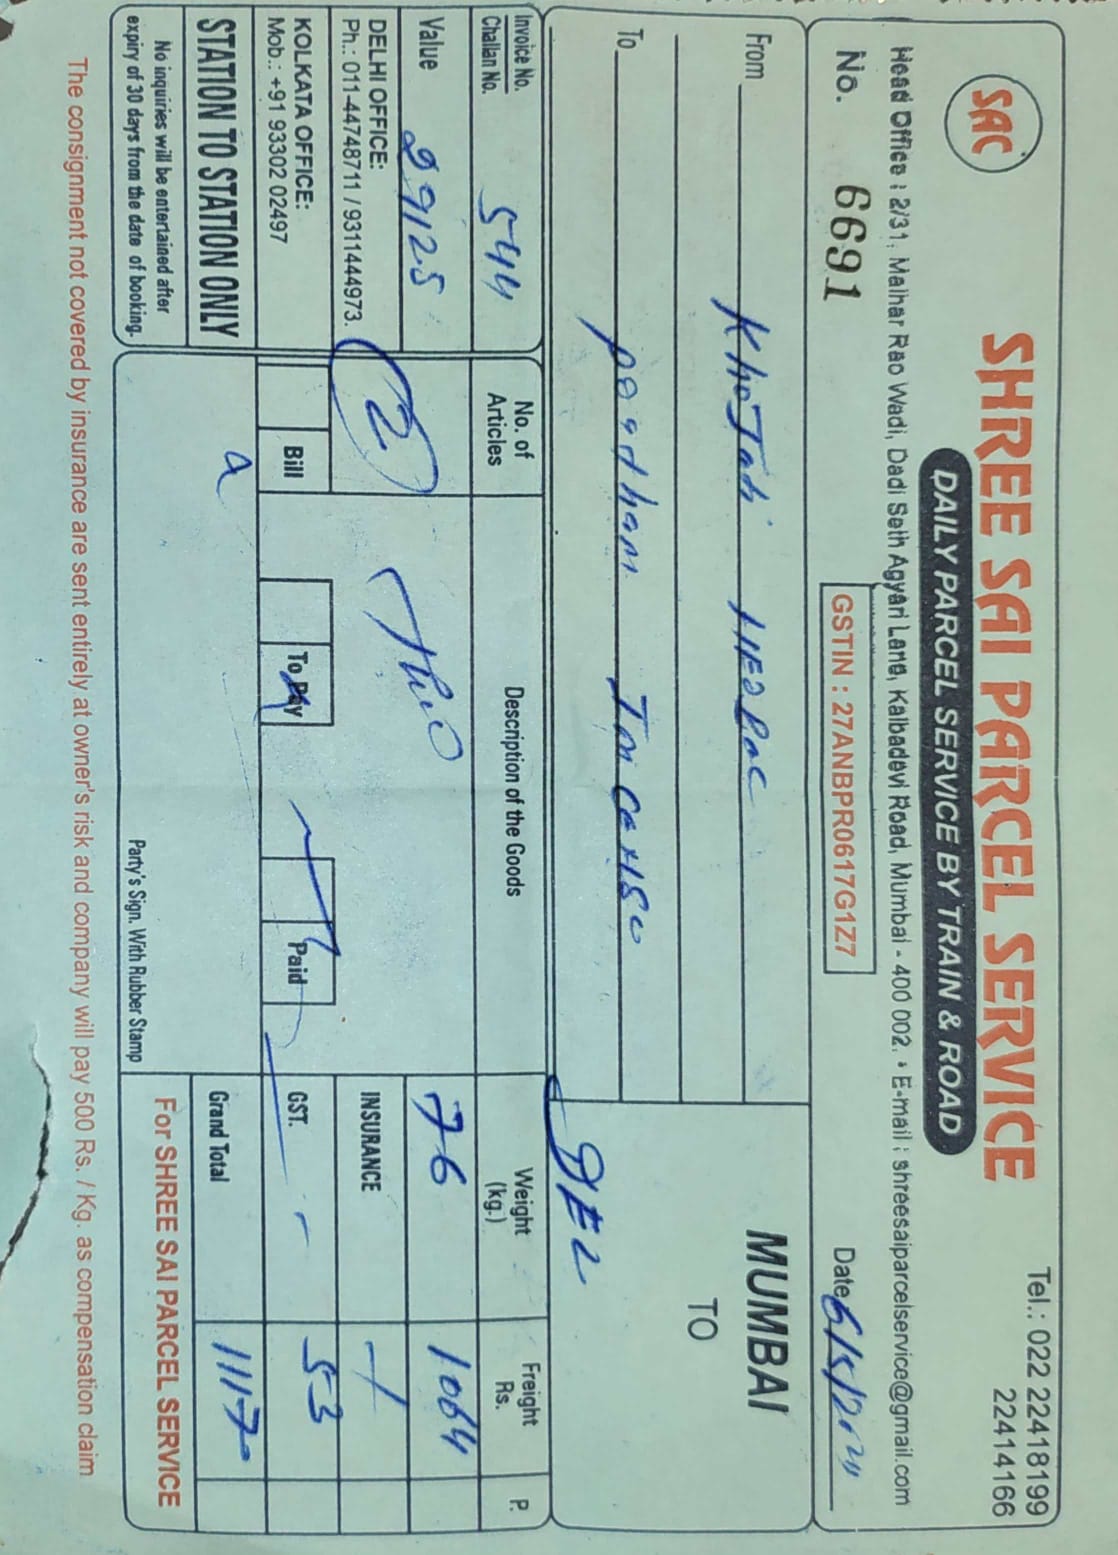 SAC
SHREE SAI PARCEL SERVICE
Tel.: 022 22418199
22414166
DAILY PARCEL SERVICE BY TRAIN & ROAD
Head Office : 2/31, Malhar Rao Wadi, Dadi Seth Agyari Lane, Kalbadevi Road, Mumbai - 400 002. • E-mail : shreesaiparcelservice@gmail.com
No. 6691
GSTIN : 27ANBPR0617G1Z7
Date 6/5/2024
From
MUMBAI
TO
To
DEL
Invoice No.
Challan No.
544
No. of
Articles
Description of the Goods
Weight
(kg.)
Freight
Rs.
P.
Value 29125
2
76
1064
DELHI OFFICE:
Ph.: 011-44748711 / 9311444973.
INSURANCE
KOLKATA OFFICE:
Mob.: +91 93302 02497
Bill
To Pay
Paid
GST.
53
STATION TO STATION ONLY
Grand Total
1117
No inquiries will be entertained after
expiry of 30 days from the date of booking.
Party's Sign. With Rubber Stamp
For SHREE SAI PARCEL SERVICE
The consignment not covered by insurance are sent entirely at owner's risk and company will pay 500 Rs. / Kg. as compensation claim